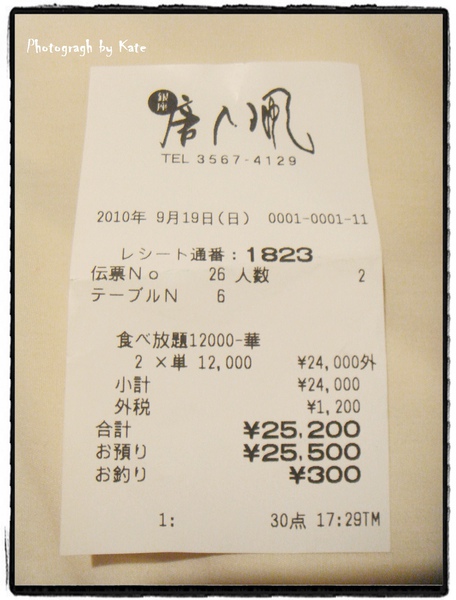 Photogragh by Kate
銀座
唐人凧
TEL 3567-4129
2010年 9月19日(日) 0001-0001-11
レシート通番:1823
伝票No 26 人数 2
テーブルN 6
食べ放題12000-華
2 ×単 12,000 ¥24,000外
小計 ¥24,000
外税 ¥1,200
合計 ¥25,200
お預り ¥25,500
お釣り ¥300
1: 30点 17:29TM